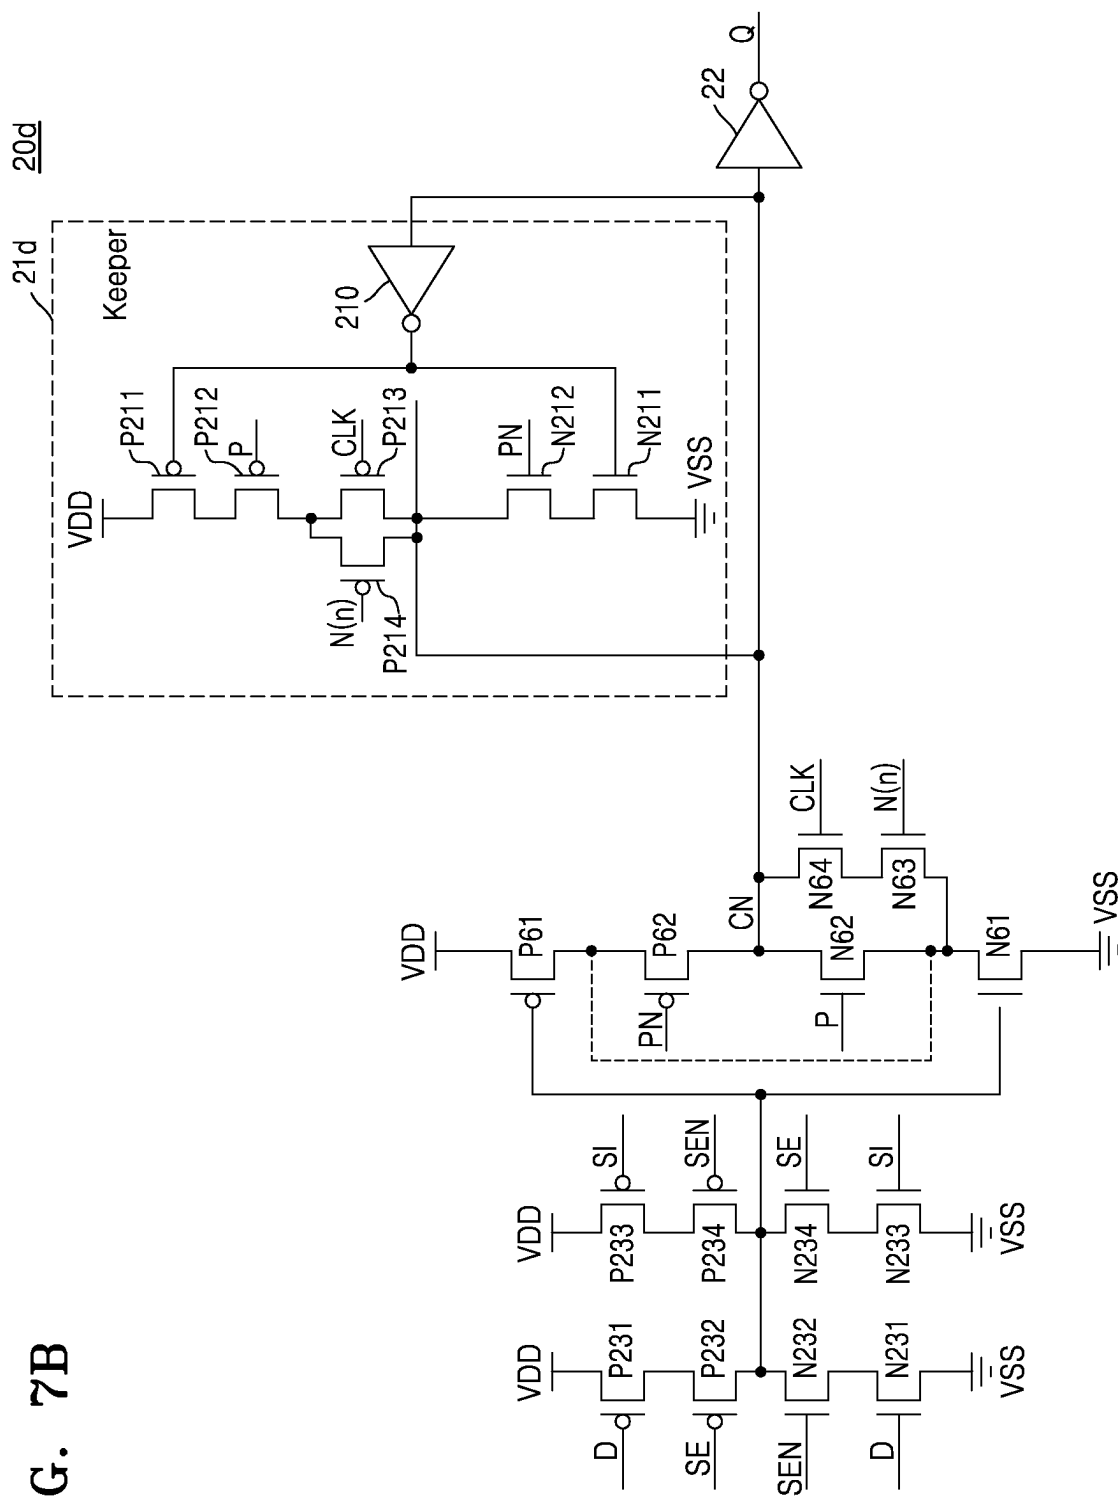 G. 7B
20d
21d
Keeper
VDD
P211
P212
P
CLK
P213
N(n)
P214
210
PN
N212
N211
VSS
22
Q
VDD
P61
PN
P62
CN
P
N62
CLK
N64
N(n)
N63
N61
VSS
VDD
SI
P233
SEN
P234
SE
N234
SI
N233
VSS
VDD
D
P231
SE
P232
SEN
N232
D
N231
VSS